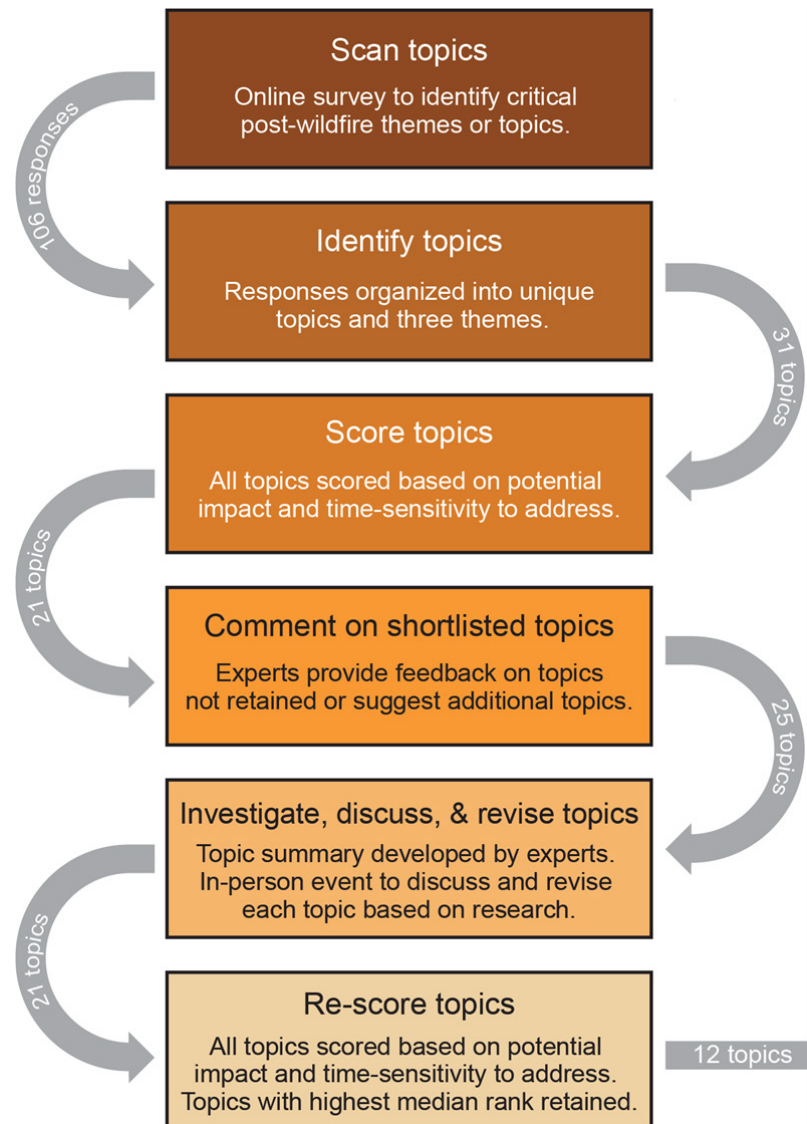 Scan topics
Online survey to identify critical
post-wildfire themes or topics.
106 responses
Identify topics
Responses organized into unique
topics and three themes.
31 topics
Score topics
All topics scored based on potential
impact and time-sensitivity to address.
21 topics
Comment on shortlisted topics
Experts provide feedback on topics
not retained or suggest additional topics.
25 topics
Investigate, discuss, & revise topics
Topic summary developed by experts.
In-person event to discuss and revise
each topic based on research.
21 topics
Re-score topics
All topics scored based on potential
impact and time-sensitivity to address.
Topics with highest median rank retained.
12 topics